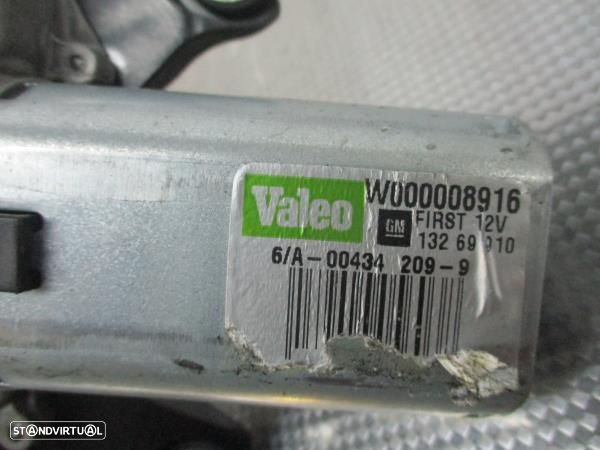 Valeo
W000008916
GM
FIRST 12V
132 69 910
6/A-00434 209-9
STANDVIRTUAL